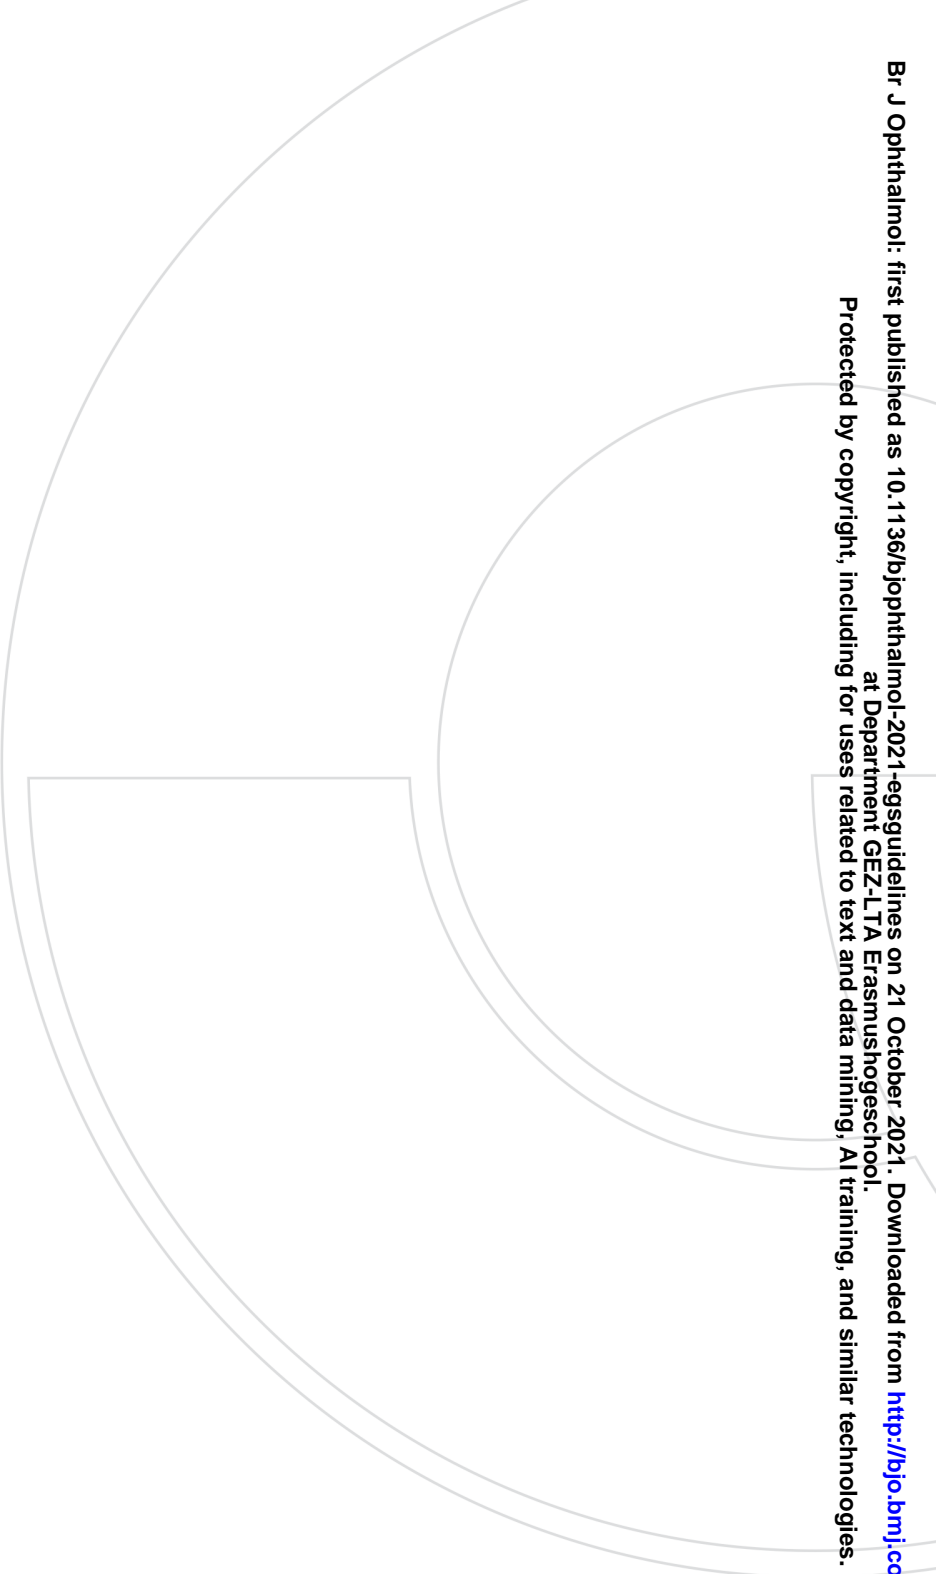 Br J Ophthalmol: first published as 10.1136/bjophthalmol-2021-egsguidelines on 21 October 2021. Downloaded from http://bjo.bmj.co
at Department GEZ-LTA Erasmushogeschool.
Protected by copyright, including for uses related to text and data mining, AI training, and similar technologies.